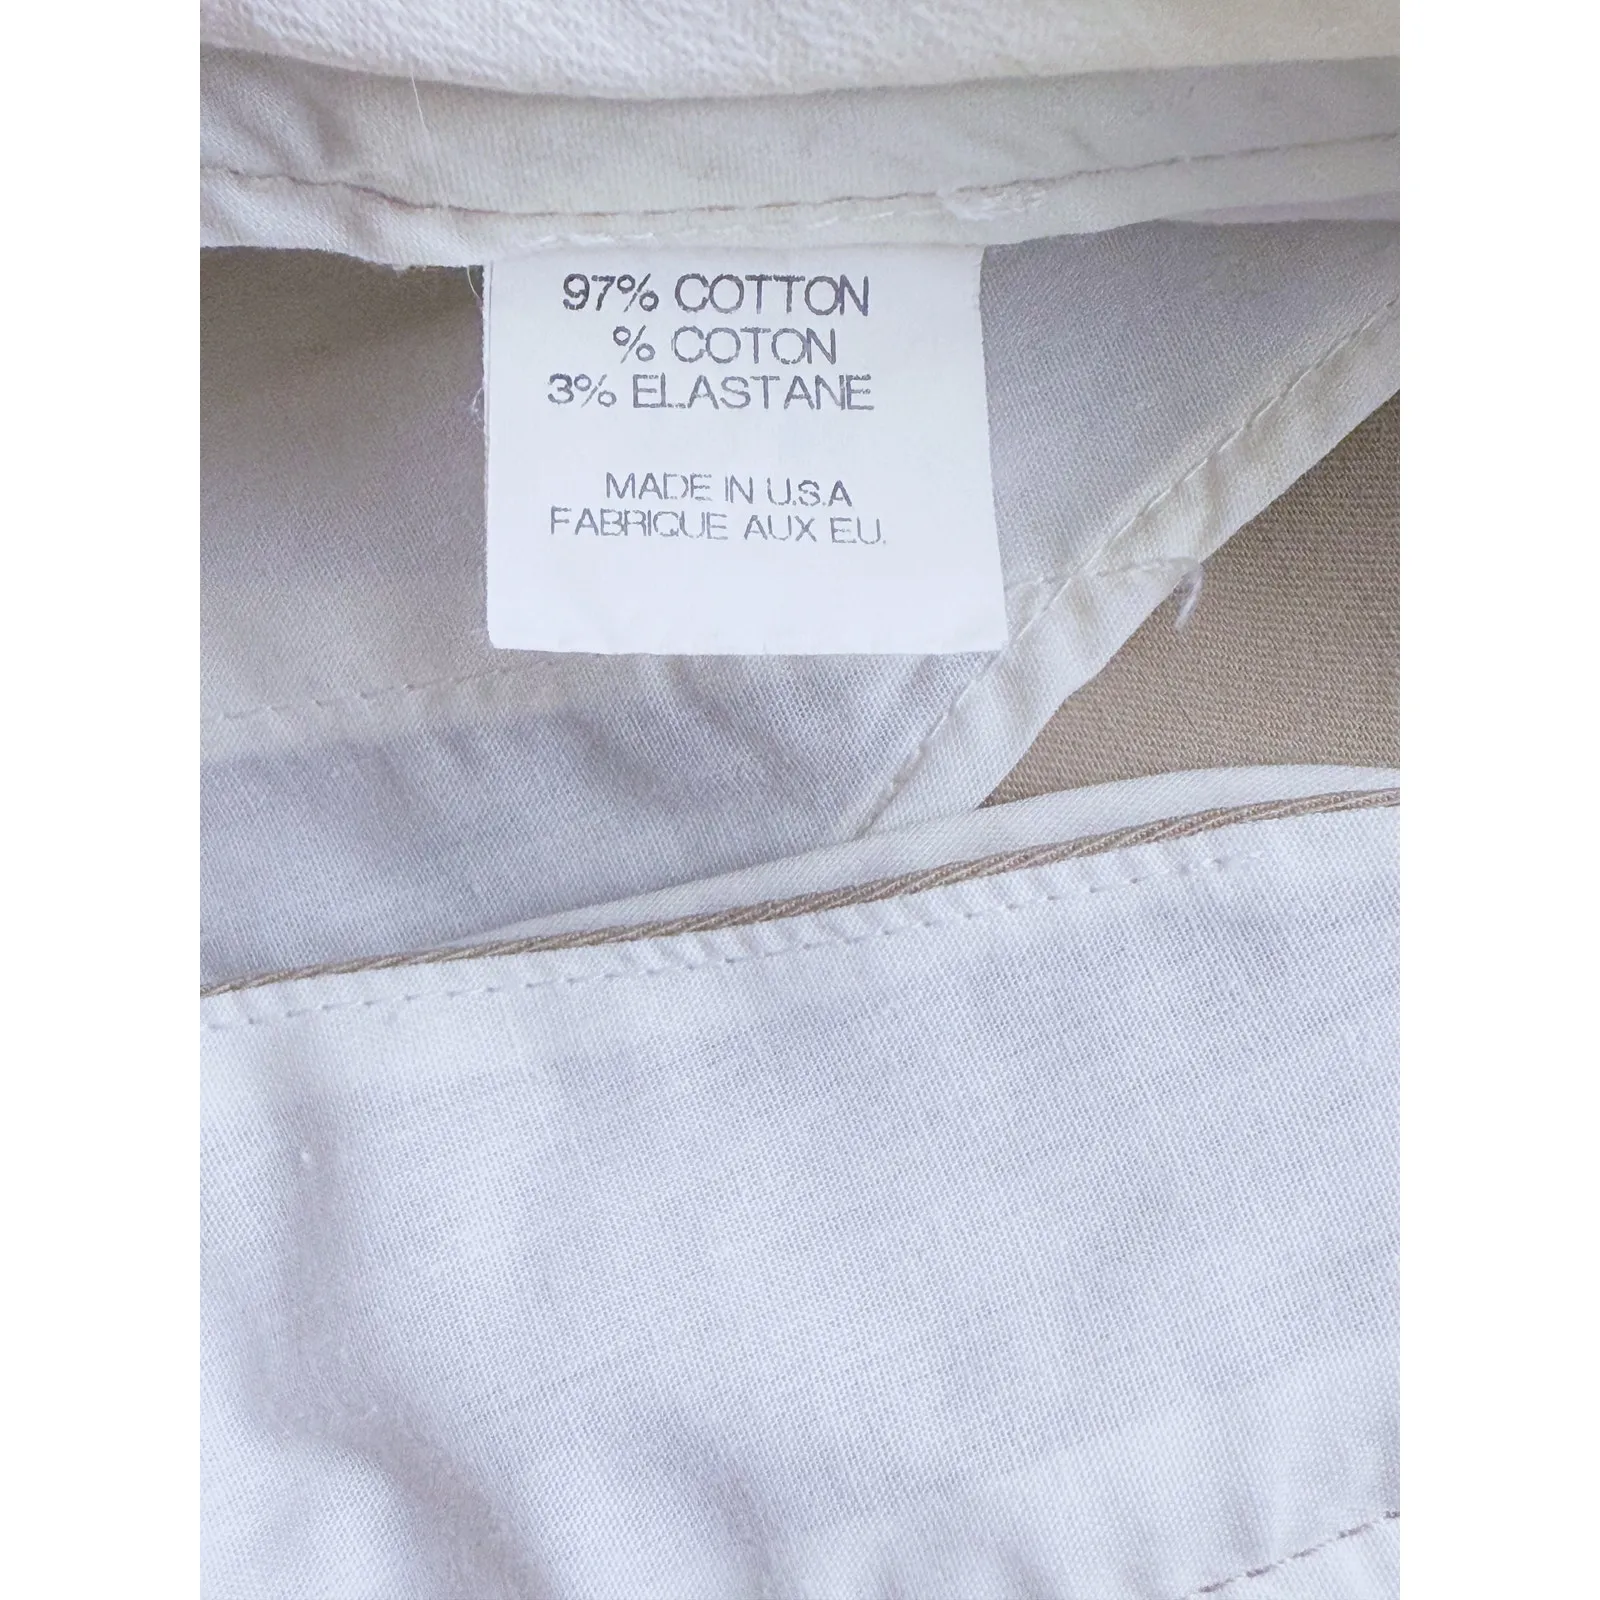 97% COTTON
% COTON
3% ELASTANE
MADE IN U.S.A
FABRIQUE AUX EU.